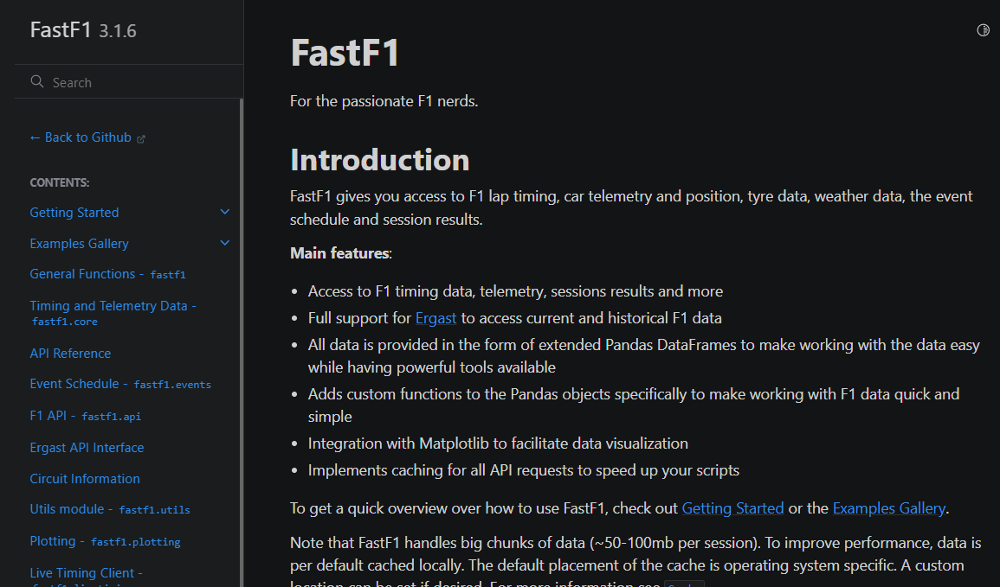 FastF1 3.1.6
Search
← Back to Github
CONTENTS:
Getting Started
Examples Gallery
General Functions - fastf1
Timing and Telemetry Data -
fastf1.core
API Reference
Event Schedule - fastf1.events
F1 API - fastf1.api
Ergast API Interface
Circuit Information
Utils module - fastf1.utils
Plotting - fastf1.plotting
Live Timing Client -
FastF1
For the passionate F1 nerds.
Introduction
FastF1 gives you access to F1 lap timing, car telemetry and position, tyre data, weather data, the event
schedule and session results.
Main features:
• Access to F1 timing data, telemetry, sessions results and more
• Full support for Ergast to access current and historical F1 data
• All data is provided in the form of extended Pandas DataFrames to make working with the data easy
while having powerful tools available
• Adds custom functions to the Pandas objects specifically to make working with F1 data quick and
simple
• Integration with Matplotlib to facilitate data visualization
• Implements caching for all API requests to speed up your scripts
To get a quick overview over how to use FastF1, check out Getting Started or the Examples Gallery.
Note that FastF1 handles big chunks of data (~50-100mb per session). To improve performance, data is
per default cached locally. The default placement of the cache is operating system specific. A custom
location can be set if desired. For more information see